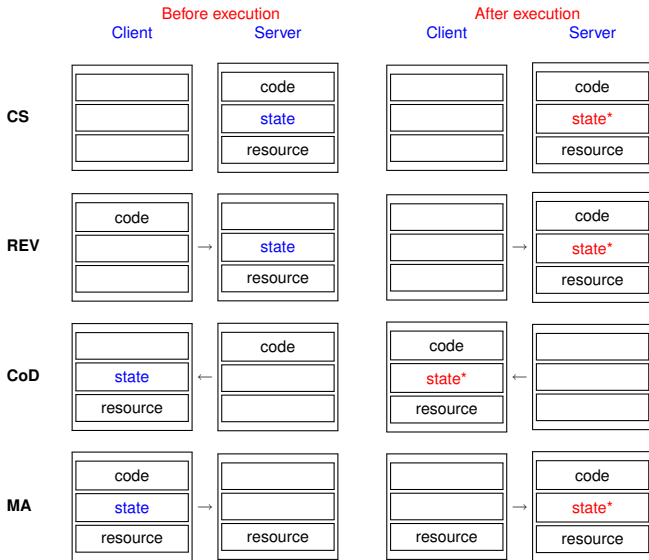 Before execution After execution
Client Server Client Server
code code
CS state state*
resource resource
code code
REV → state → state*
resource resource
code code
CoD state ← state* ←
resource resource
code code
MA state → → state*
resource resource resource